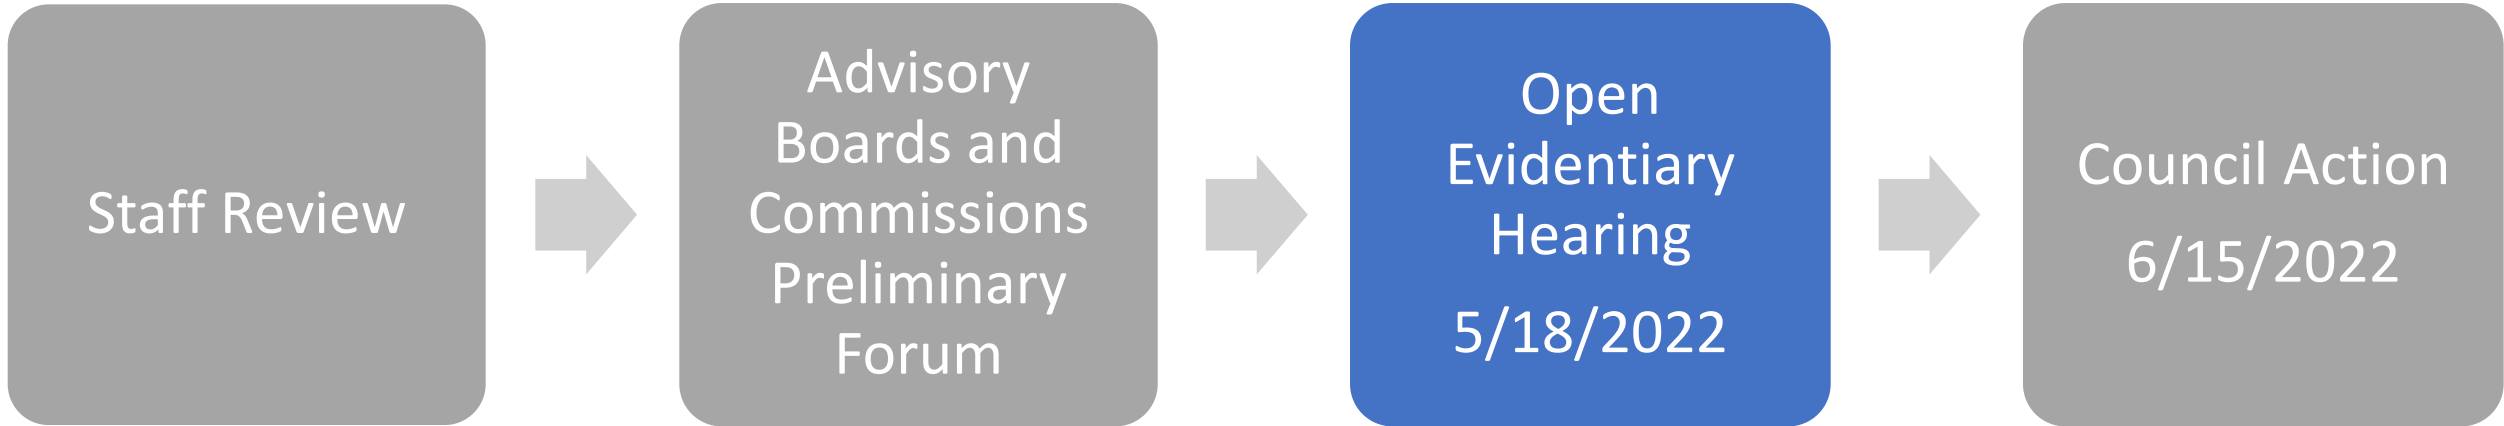 Staff Review
Advisory
Boards and
Commissions
Preliminary
Forum
Open
Evidentiary
Hearing
5/18/2022
Council Action
6/15/2022